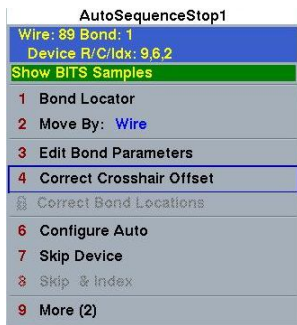 AutoSequenceStop1
Wire: 89 Bond: 1
Device R/C/Idx: 9,6,2
Show BITS Samples
1 Bond Locator
2 Move By: Wire
3 Edit Bond Parameters
4 Correct Crosshair Offset
Correct Bond Locations
6 Configure Auto
7 Skip Device
8 Skip & Index
9 More (2)